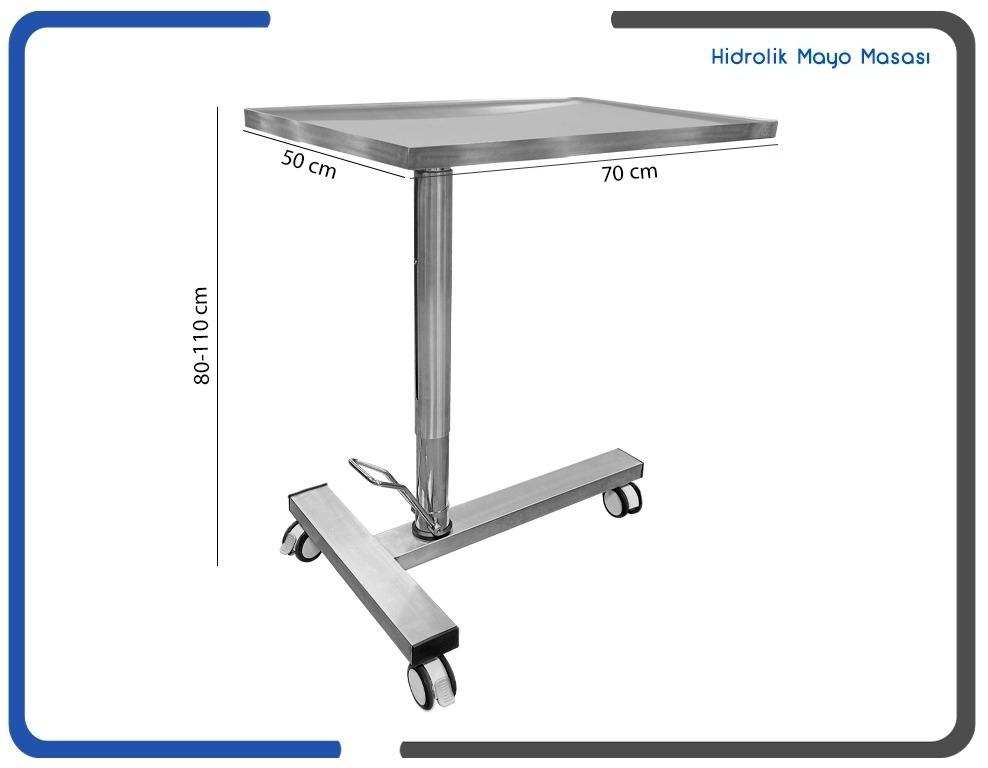 Hidrolik Mayo Masası
50 cm
70 cm
80-110 cm